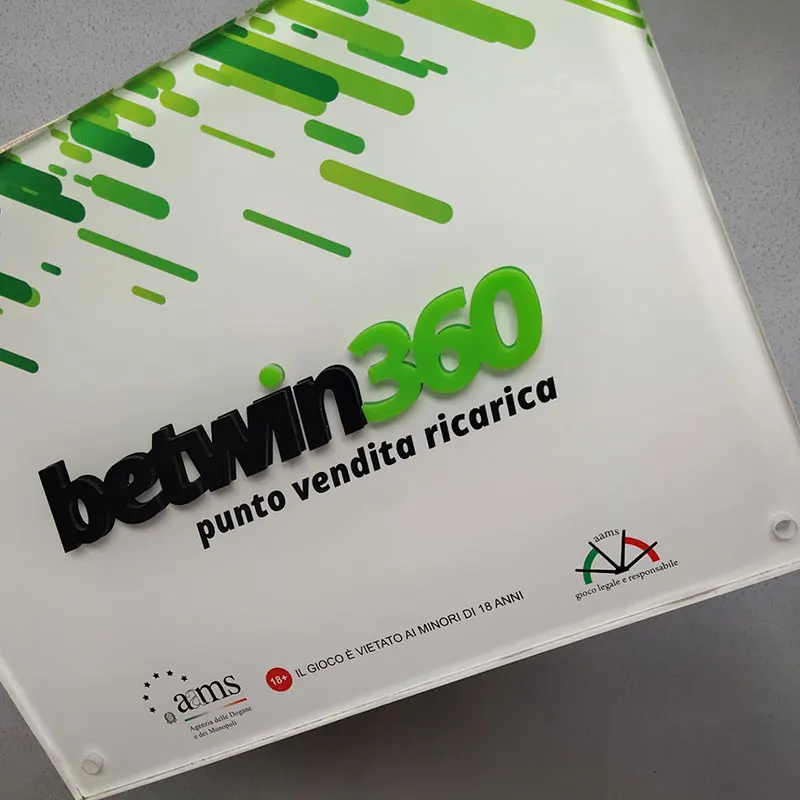 betwin360
punto vendita ricarica
aams
gioco legale e responsabile
18+ IL GIOCO È VIETATO AI MINORI DI 18 ANNI
aams
Agenzia delle Dogane
e dei Monopoli